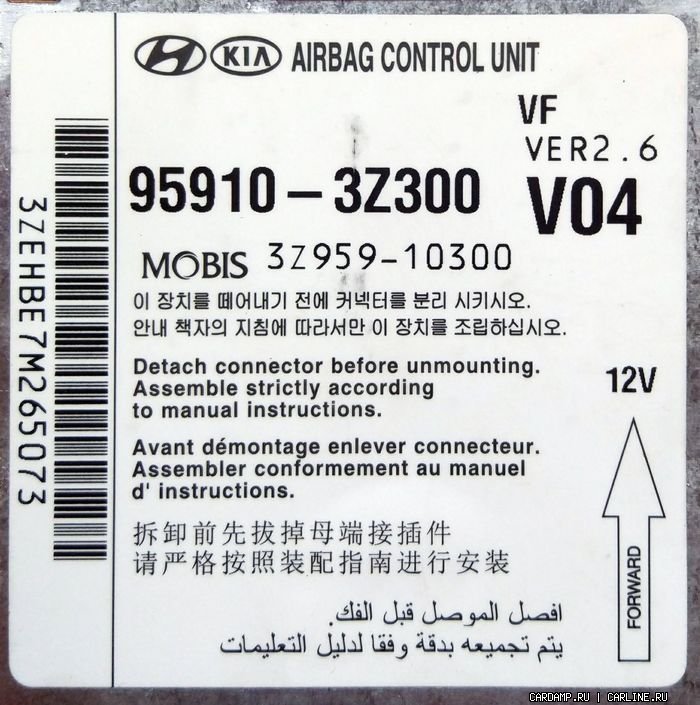 HYUNDAI KIA AIRBAG CONTROL UNIT
VF
VER2.6
95910-3Z300 V04
MOBIS 3Z959-10300
이 장치를 떼어내기 전에 커넥터를 분리 시키시오.
안내 책자의 지침에 따라서만 이 장치를 조립하십시오.
Detach connector before unmounting.
Assemble strictly according
to manual instructions.
12V
Avant démontage enlever connecteur.
Assembler conformement au manuel
d' instructions.
拆卸前先拔掉母端接插件
请严格按照装配指南进行安装
افصل الموصل قبل الفك.
يتم تجميعه بدقة وفقا لدليل التعليمات
FORWARD
3ZEHBE7M265073
CARDAMP.RU | CARLINE.RU